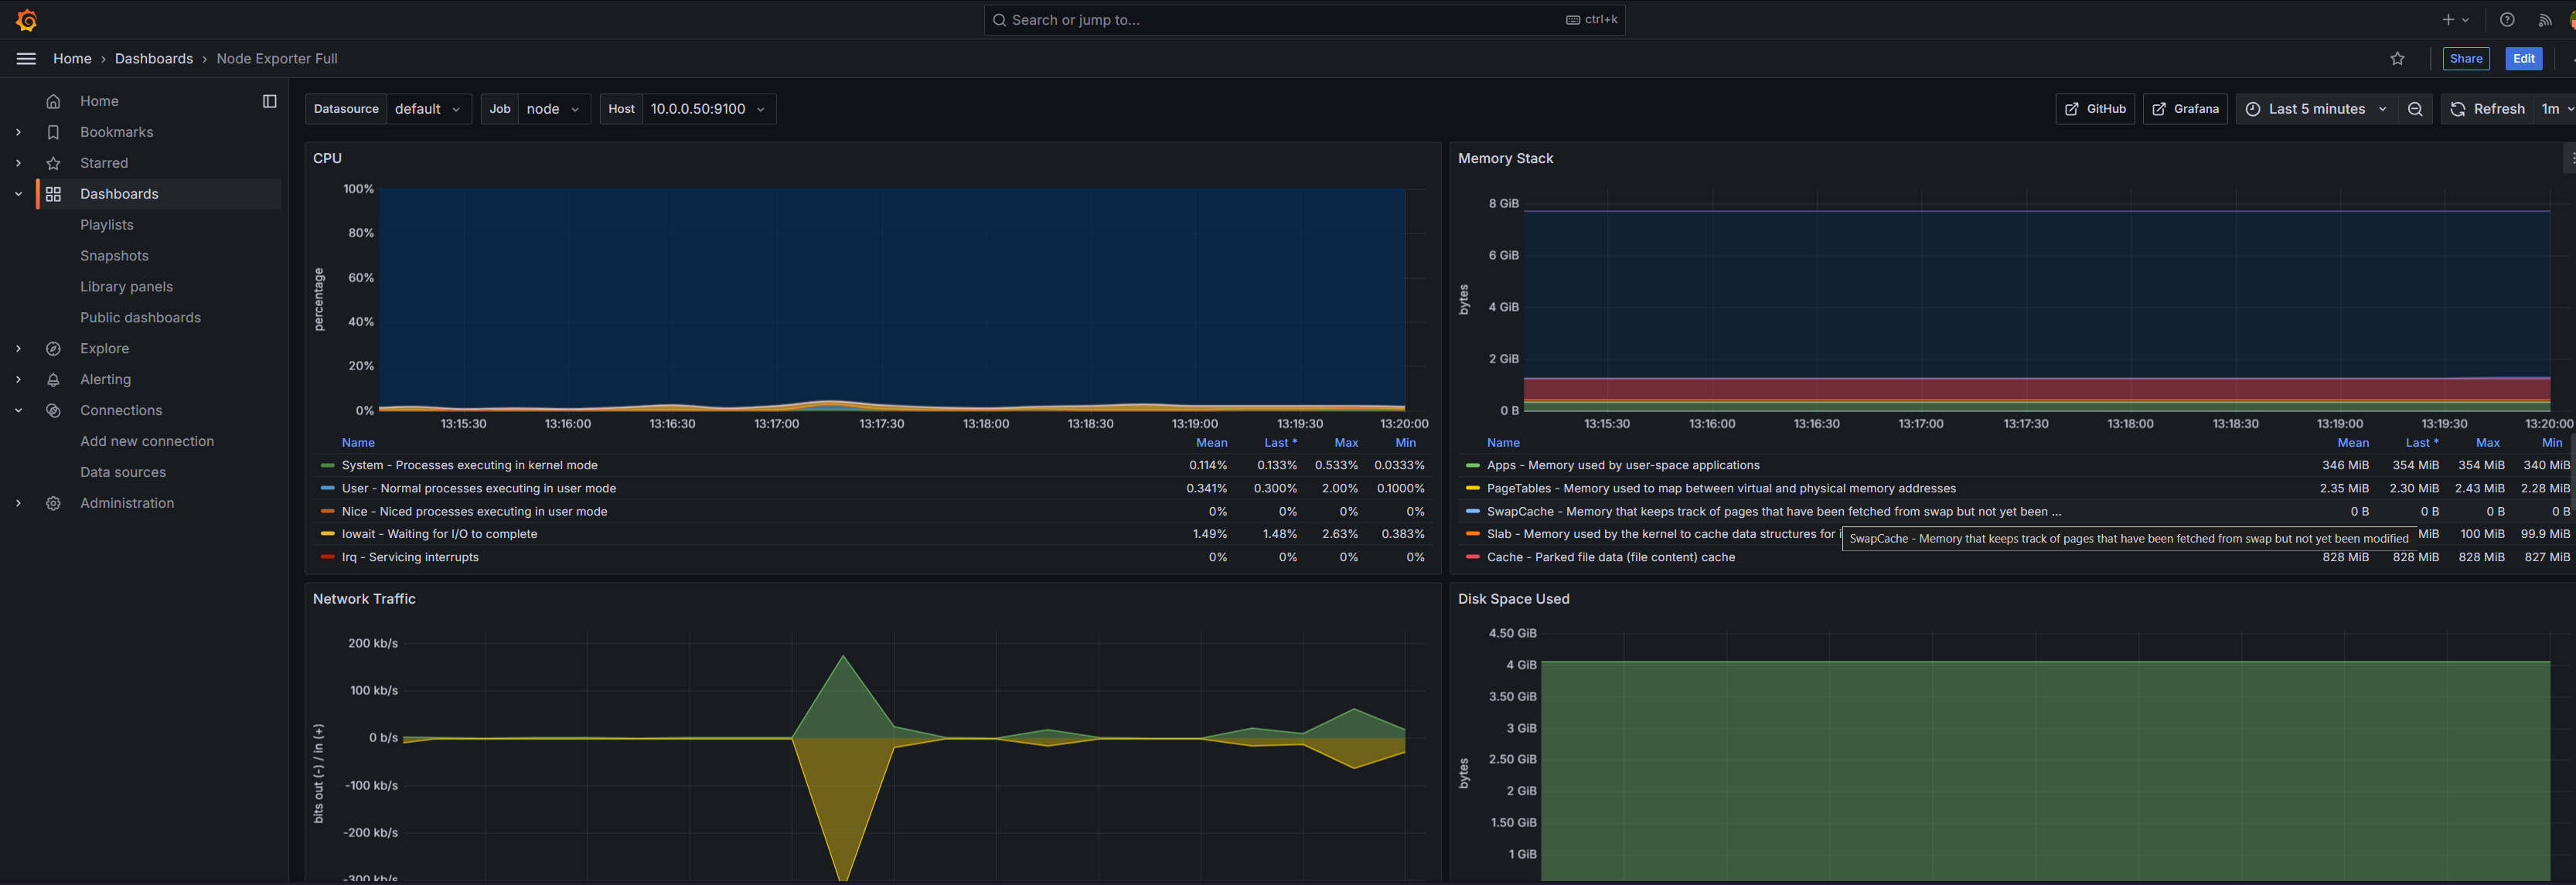 Search or jump to...
ctrl+k
Home › Dashboards › Node Exporter Full
Share
Edit
Home
Bookmarks
Starred
Dashboards
Playlists
Snapshots
Library panels
Public dashboards
Explore
Alerting
Connections
Add new connection
Data sources
Administration
Datasource default Job node Host 10.0.0.50:9100
GitHub Grafana Last 5 minutes Refresh 1m
CPU
percentage
100%
80%
60%
40%
20%
0%
13:15:30 13:16:00 13:16:30 13:17:00 13:17:30 13:18:00 13:18:30 13:19:00 13:19:30 13:20:00
Name Mean Last * Max Min
System - Processes executing in kernel mode 0.114% 0.133% 0.533% 0.0333%
User - Normal processes executing in user mode 0.341% 0.300% 2.00% 0.1000%
Nice - Niced processes executing in user mode 0% 0% 0% 0%
Iowait - Waiting for I/O to complete 1.49% 1.48% 2.63% 0.383%
Irq - Servicing interrupts 0% 0% 0% 0%
Memory Stack
bytes
8 GiB
6 GiB
4 GiB
2 GiB
0 B
13:15:30 13:16:00 13:16:30 13:17:00 13:17:30 13:18:00 13:18:30 13:19:00 13:19:30 13:20:00
Name Mean Last * Max Min
Apps - Memory used by user-space applications 346 MiB 354 MiB 354 MiB 340 MiB
PageTables - Memory used to map between virtual and physical memory addresses 2.35 MiB 2.30 MiB 2.43 MiB 2.28 MiB
SwapCache - Memory that keeps track of pages that have been fetched from swap but not yet been ... 0 B 0 B 0 B 0 B
Slab - Memory used by the kernel to cache data structures for MiB 100 MiB 99.9 MiB
SwapCache - Memory that keeps track of pages that have been fetched from swap but not yet been modified
Cache - Parked file data (file content) cache 828 MiB 828 MiB 828 MiB 827 MiB
Network Traffic
bits out (-) / in (+)
200 kb/s
100 kb/s
0 b/s
-100 kb/s
-200 kb/s
-300 kb/s
Disk Space Used
bytes
4.50 GiB
4 GiB
3.50 GiB
3 GiB
2.50 GiB
2 GiB
1.50 GiB
1 GiB